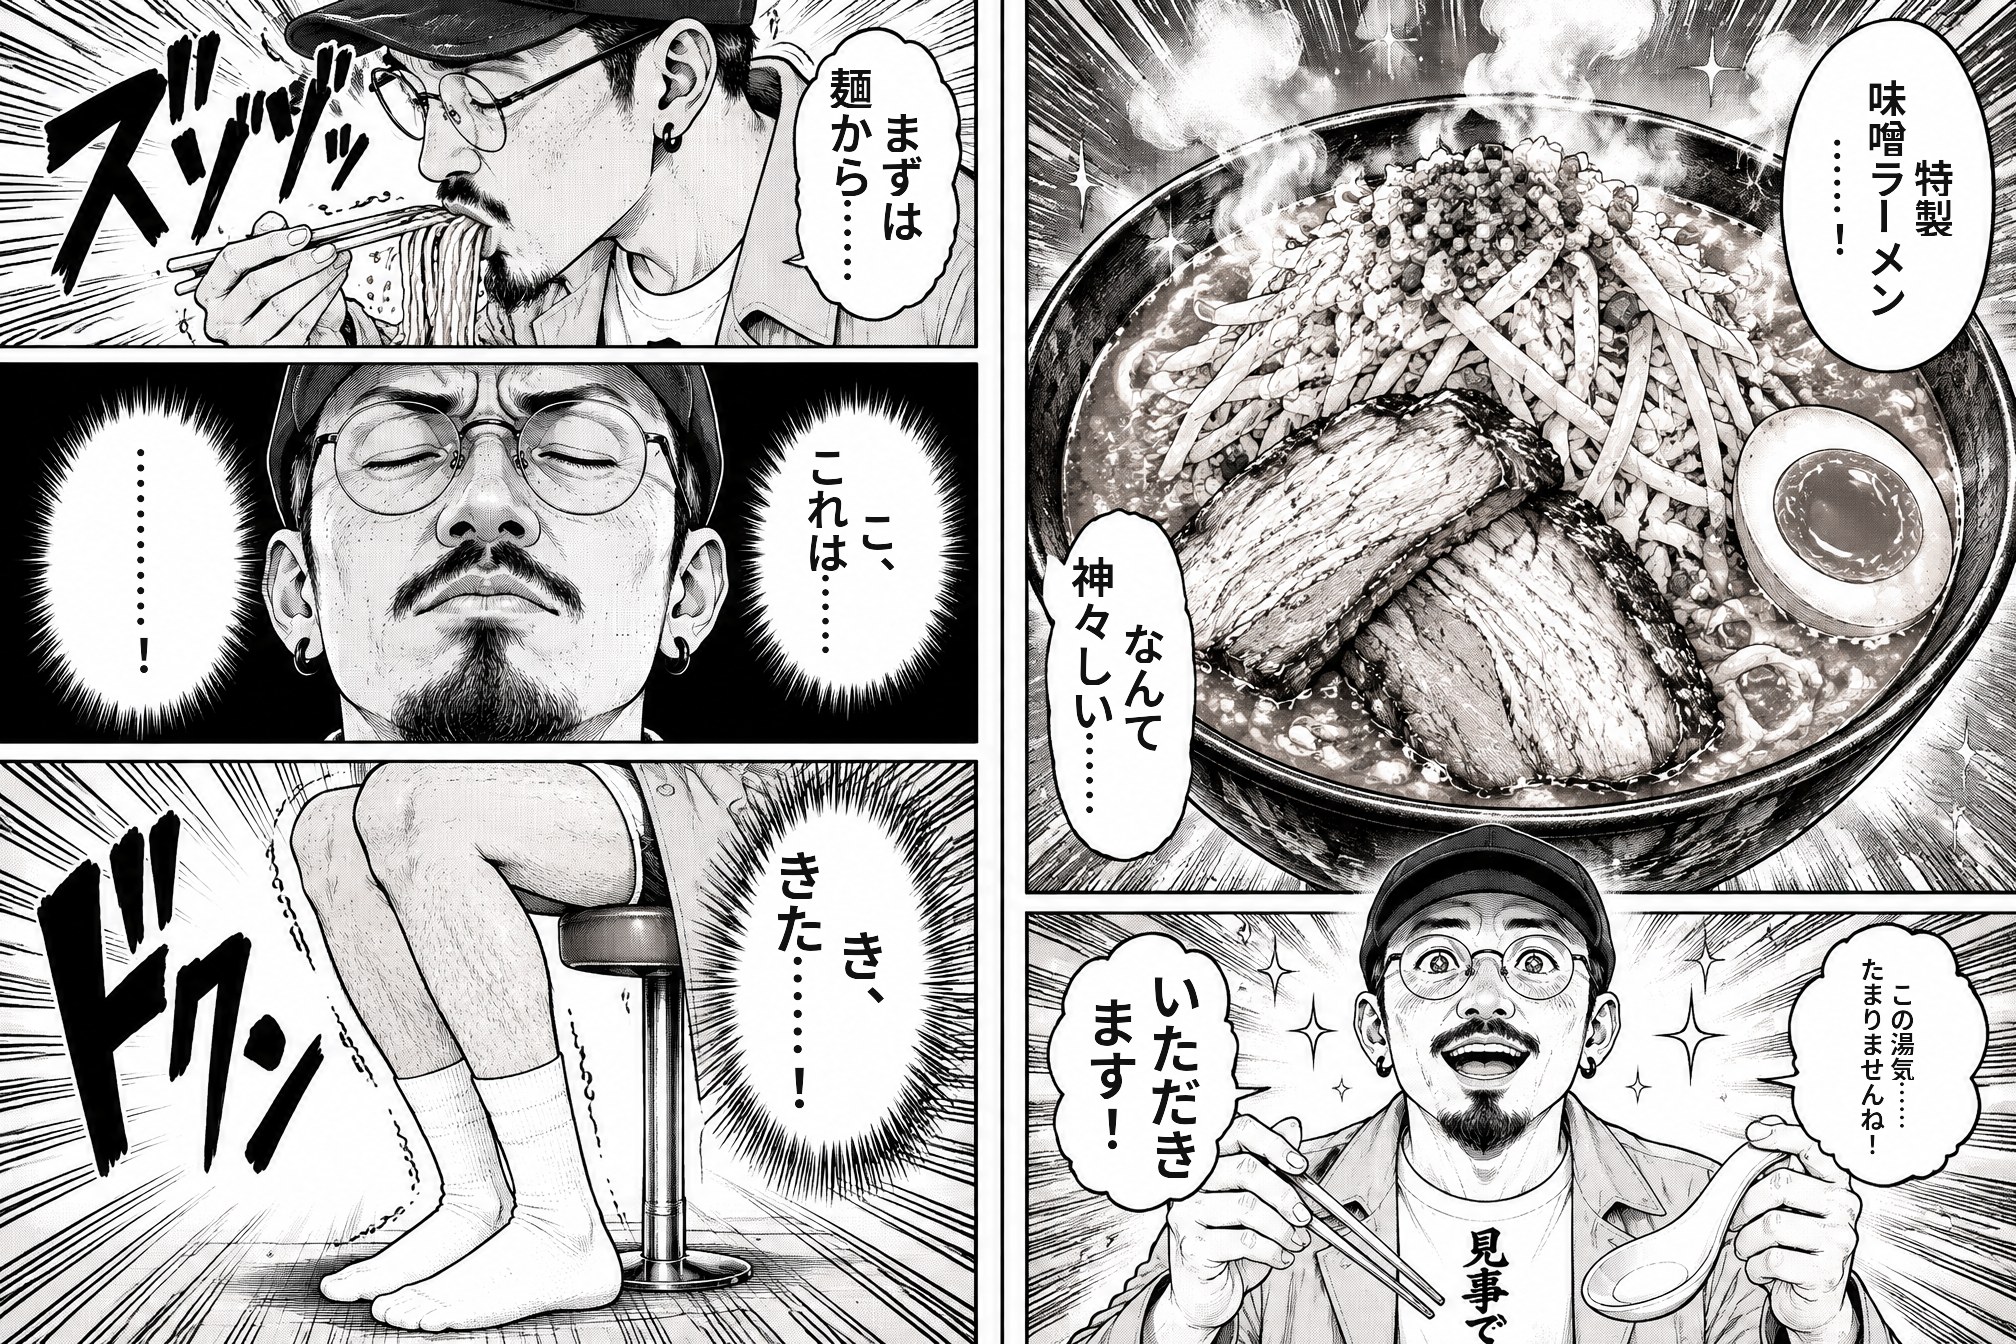 特製
味噌ラーメン
……！
なんて
神々しい……
この湯気……
たまりませんね！
いただき
ます！
見事で
まずは
麺から……
ズゾゾッ
こ、
これは……
…………！
き、
きた……！
ドクン